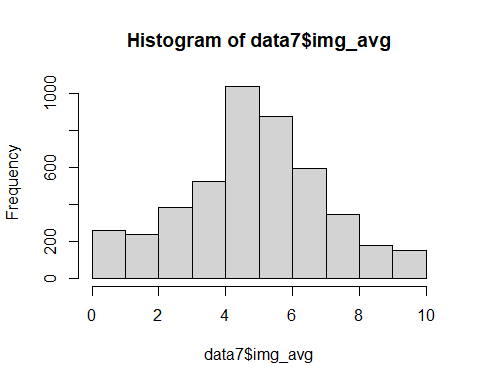 Histogram of data7$img_avg
Frequency
1000
600
200
0
0 2 4 6 8 10
data7$img_avg